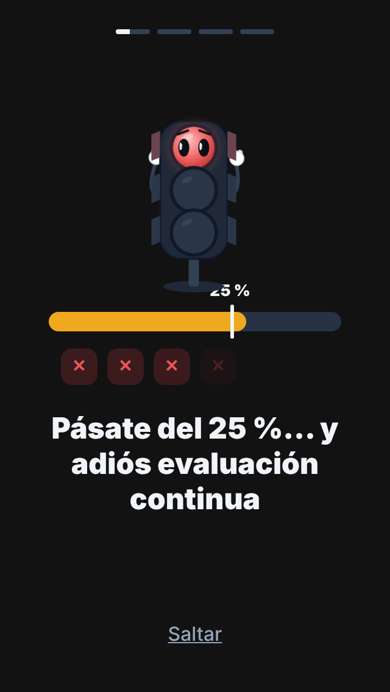 25 %
Pásate del 25 %... y
adiós evaluación
continua
Saltar